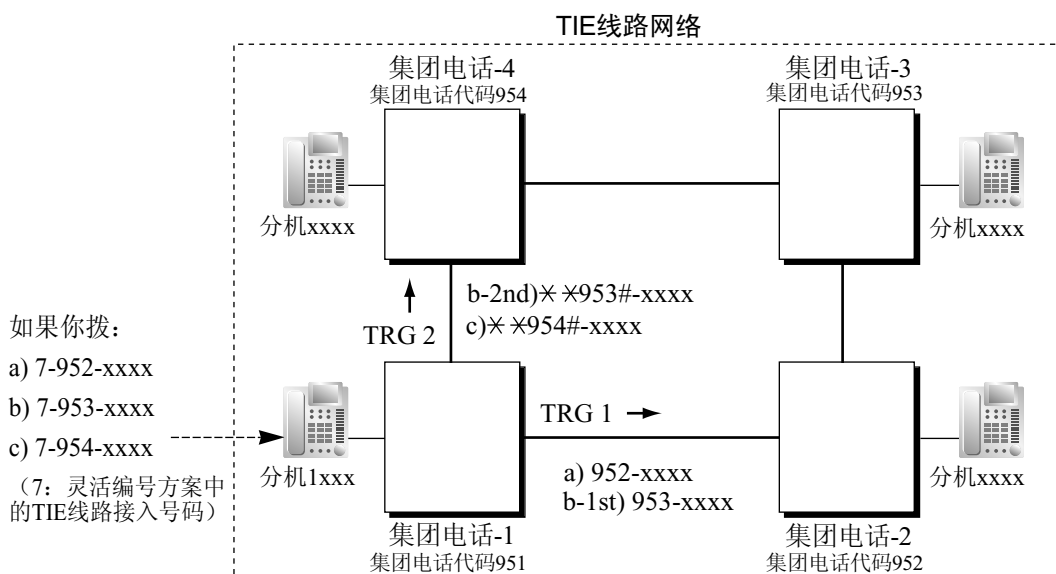 TIE线路网络
集团电话-4
集团电话代码954
集团电话-3
集团电话代码953
分机xxxx
分机xxxx
b-2nd)✳✳953#-xxxx
c)✳✳954#-xxxx
TRG 2
如果你拨：
a) 7-952-xxxx
b) 7-953-xxxx
c) 7-954-xxxx
（7：灵活编号方案中
的TIE线路接入号码）
分机1xxx
TRG 1
a) 952-xxxx
b-1st) 953-xxxx
分机xxxx
集团电话-1
集团电话代码951
集团电话-2
集团电话代码952